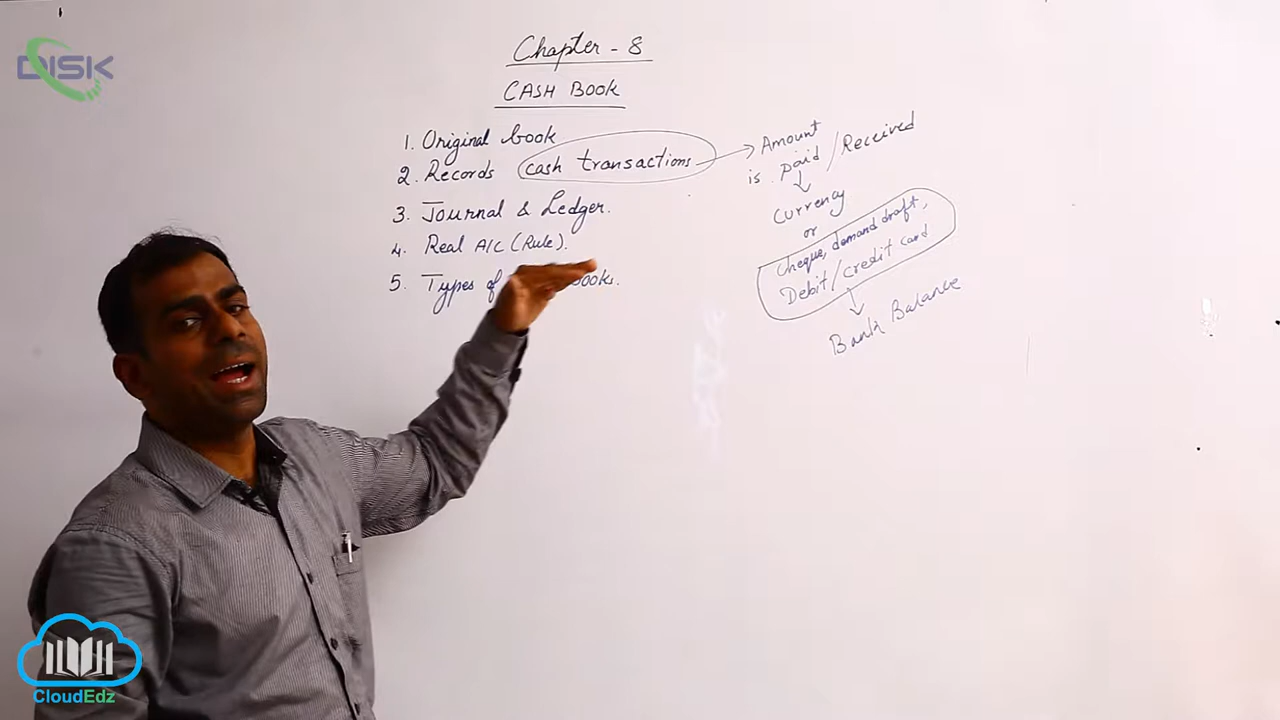 DISK
Chapter - 8
CASH BOOK
1. Original book
2. Records cash transactions
3. Journal & Ledger.
4. Real A/C (Rule).
5. Types of books.
Amount
is paid / Received
Currency
or
cheque, demand draft,
Debit / credit card
Bank Balance
CloudEdz